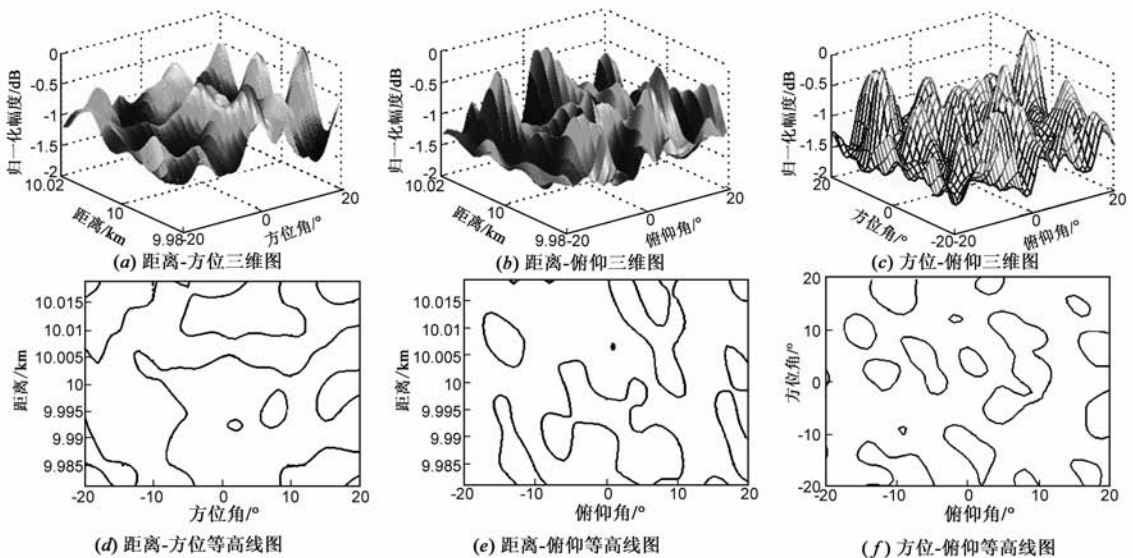 0
-0.5
-1
-1.5
-2
归一化幅度/dB
10.02
10
9.98
距离/km
-20
0
20
方位角/°
(a) 距离-方位三维图
0
-0.5
-1
-1.5
-2
归一化幅度/dB
10.02
10
9.98
距离/km
-20
0
20
俯仰角/°
(b) 距离-俯仰三维图
0
-0.5
-1
-1.5
-2
归一化幅度/dB
20
0
-20
方位角/°
-20
0
20
俯仰角/°
(c) 方位-俯仰三维图
10.015
10.01
10.005
10
9.995
9.99
9.985
距离/km
-20 -10 0 10 20
方位角/°
(d) 距离-方位等高线图
10.015
10.01
10.005
10
9.995
9.99
9.985
距离/km
-20 -10 0 10 20
俯仰角/°
(e) 距离-俯仰等高线图
20
10
0
-10
-20
方位角/°
-20 -10 0 10 20
俯仰角/°
(f) 方位-俯仰等高线图